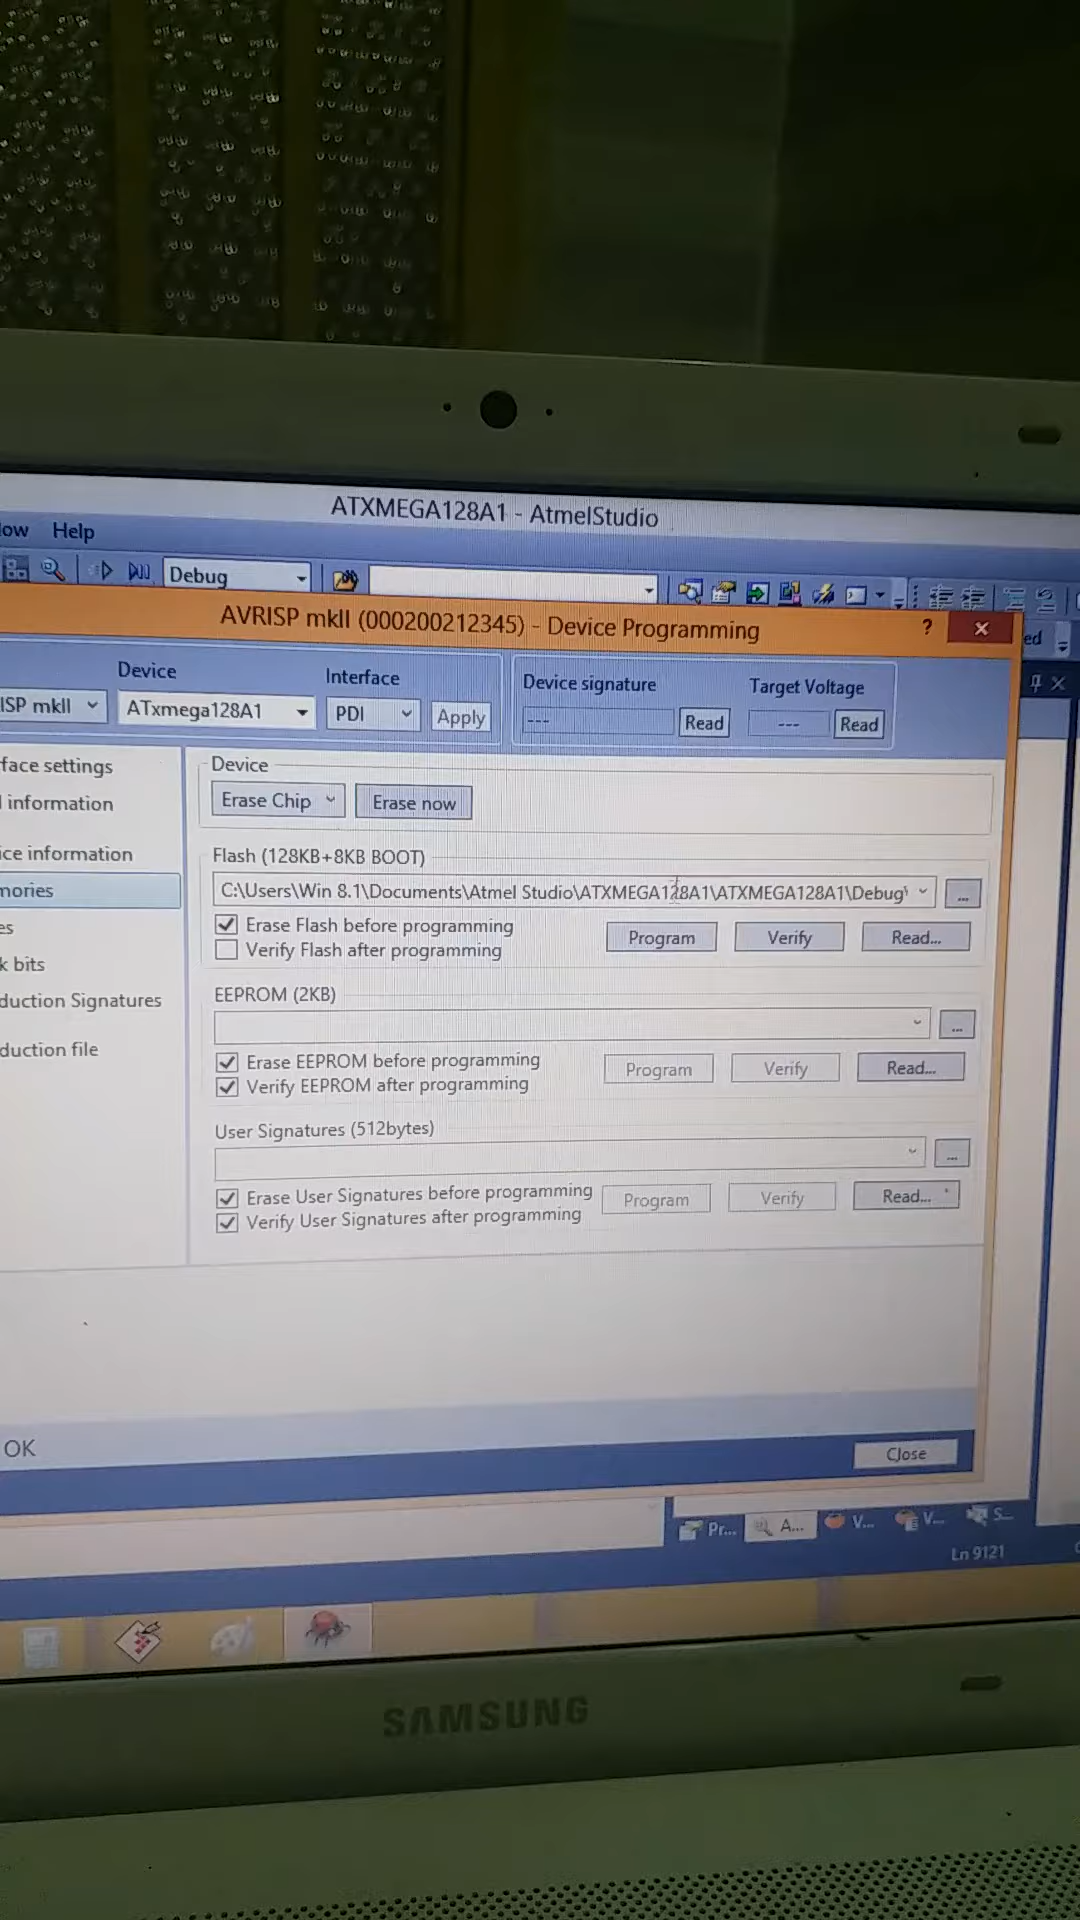 ATXMEGA128A1 - AtmelStudio
Help
Debug
AVRISP mkII (000200212345) - Device Programming
?
Device
Interface
Device signature
Target Voltage
ISP mkII
ATxmega128A1
PDI
Apply
---
Read
---
Read
face settings
information
ice information
mories
es
k bits
duction Signatures
duction file
Device
Erase Chip
Erase now
Flash (128KB+8KB BOOT)
C:\Users\Win 8.1\Documents\Atmel Studio\ATXMEGA128A1\ATXMEGA128A1\Debug\
...
Erase Flash before programming
Verify Flash after programming
Program
Verify
Read...
EEPROM (2KB)
...
Erase EEPROM before programming
Verify EEPROM after programming
Program
Verify
Read...
User Signatures (512bytes)
...
Erase User Signatures before programming
Verify User Signatures after programming
Program
Verify
Read...
OK
Close
Pr...
A...
V...
V...
S...
Ln 9121
SAMSUNG